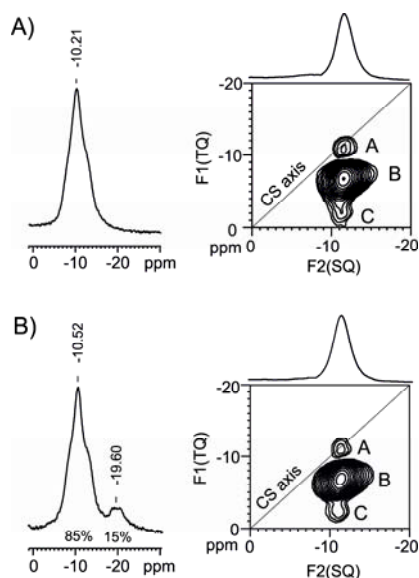 A)
-10.21
0 -10 -20 ppm
-20
-10
0
F1(TQ)
CS axis
A
B
C
0 -10 -20
ppm
F2(SQ)
B)
-10.52
-19.60
85% 15%
0 -10 -20 ppm
-20
-10
0
F1(TQ)
CS axis
A
B
C
ppm
0 -10 -20
F2(SQ)